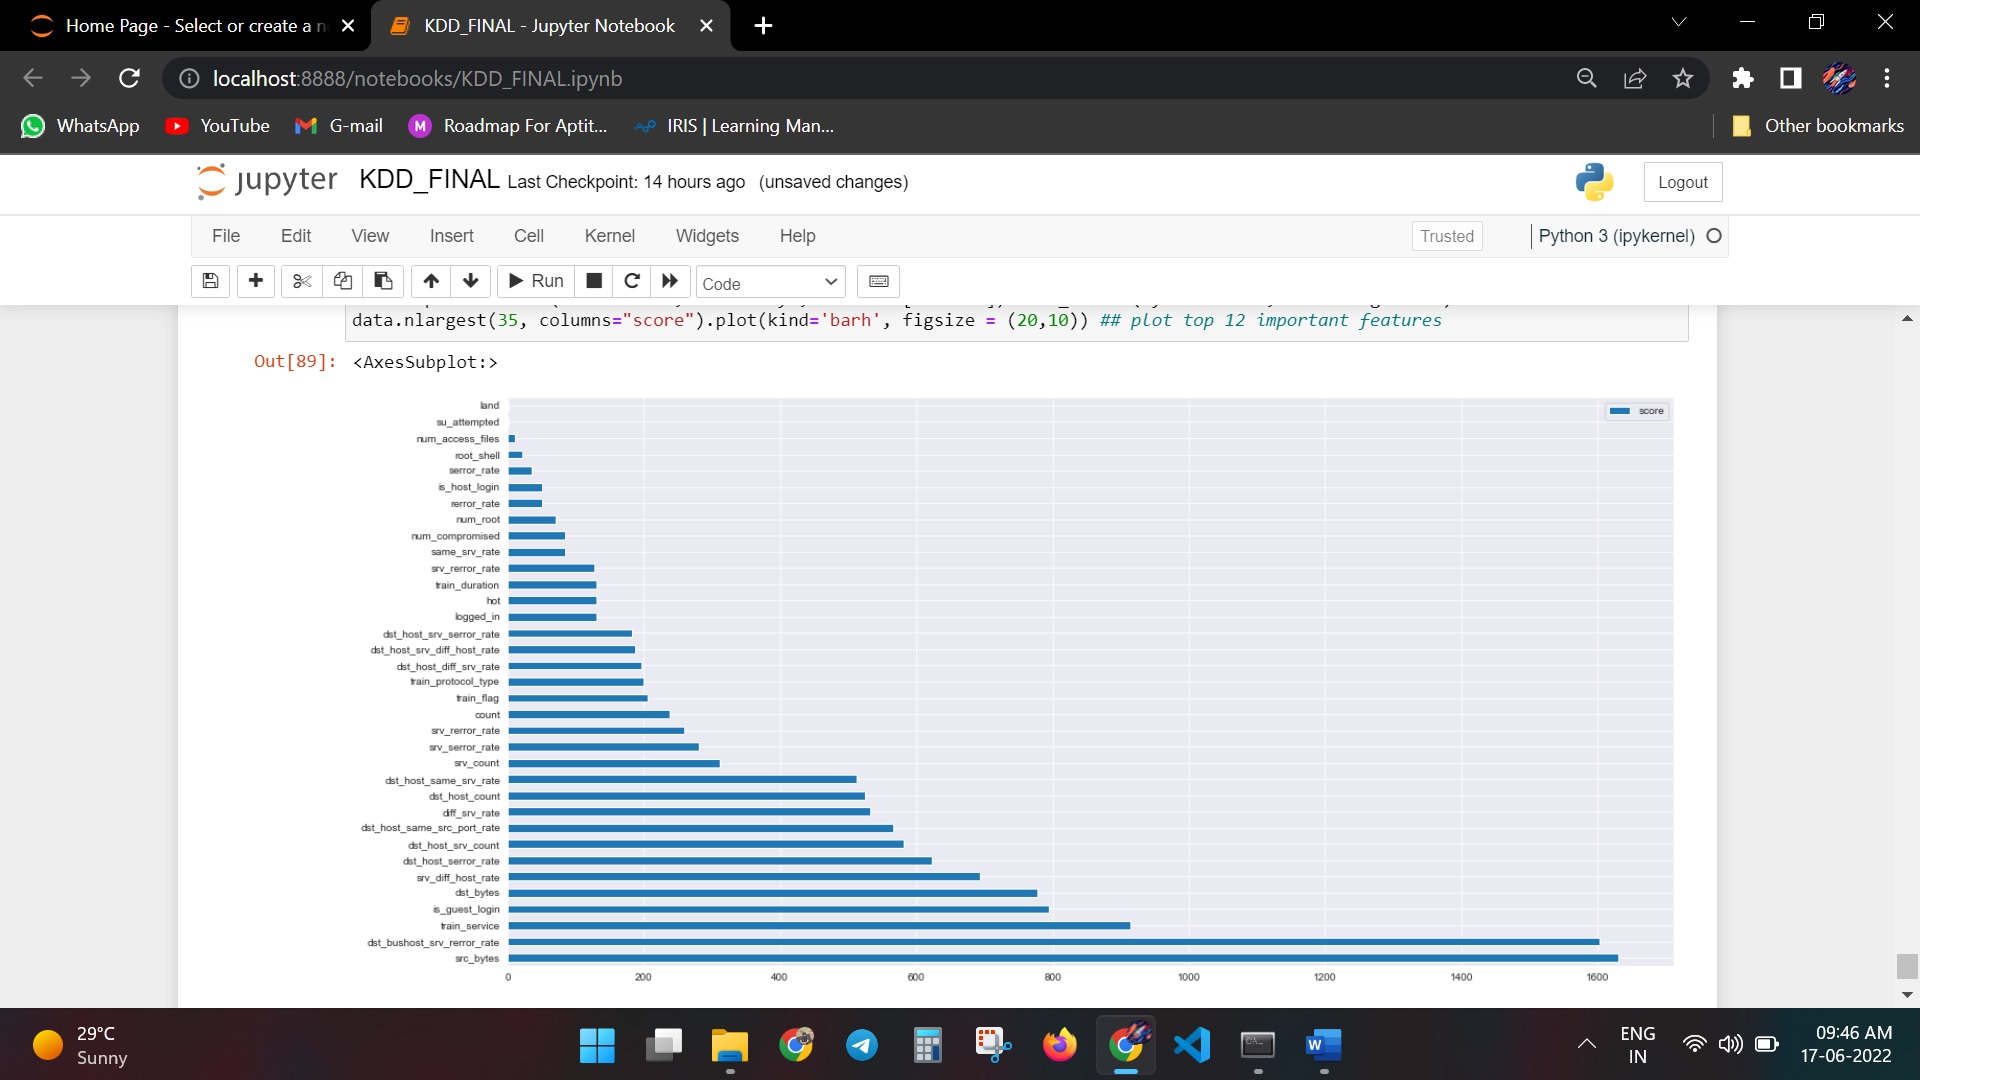 Home Page - Select or create a n
KDD_FINAL - Jupyter Notebook
localhost:8888/notebooks/KDD_FINAL.ipynb
WhatsApp
YouTube
G-mail
M
Roadmap For Aptit...
IRIS | Learning Man...
Other bookmarks
jupyter
KDD_FINAL Last Checkpoint: 14 hours ago (unsaved changes)
Logout
File Edit View Insert Cell Kernel Widgets Help
Trusted
Python 3 (ipykernel)
Run
Code
data.nlargest(35, columns="score").plot(kind='barh', figsize = (20,10)) ## plot top 12 important features
Out[89]: <AxesSubplot:>
score
land
su_attempted
num_access_files
root_shell
serror_rate
is_host_login
rerror_rate
num_root
num_compromised
same_srv_rate
srv_rerror_rate
train_duration
hot
logged_in
dst_host_srv_serror_rate
dst_host_srv_diff_host_rate
dst_host_diff_srv_rate
train_protocol_type
train_flag
count
srv_rerror_rate
srv_serror_rate
srv_count
dst_host_same_srv_rate
dst_host_count
diff_srv_rate
dst_host_same_src_port_rate
dst_host_srv_count
dst_host_serror_rate
srv_diff_host_rate
dst_bytes
is_guest_login
train_service
dst_bushost_srv_rerror_rate
src_bytes
0 200 400 600 800 1000 1200 1400 1600
29°C
Sunny
ENG
IN
09:46 AM
17-06-2022